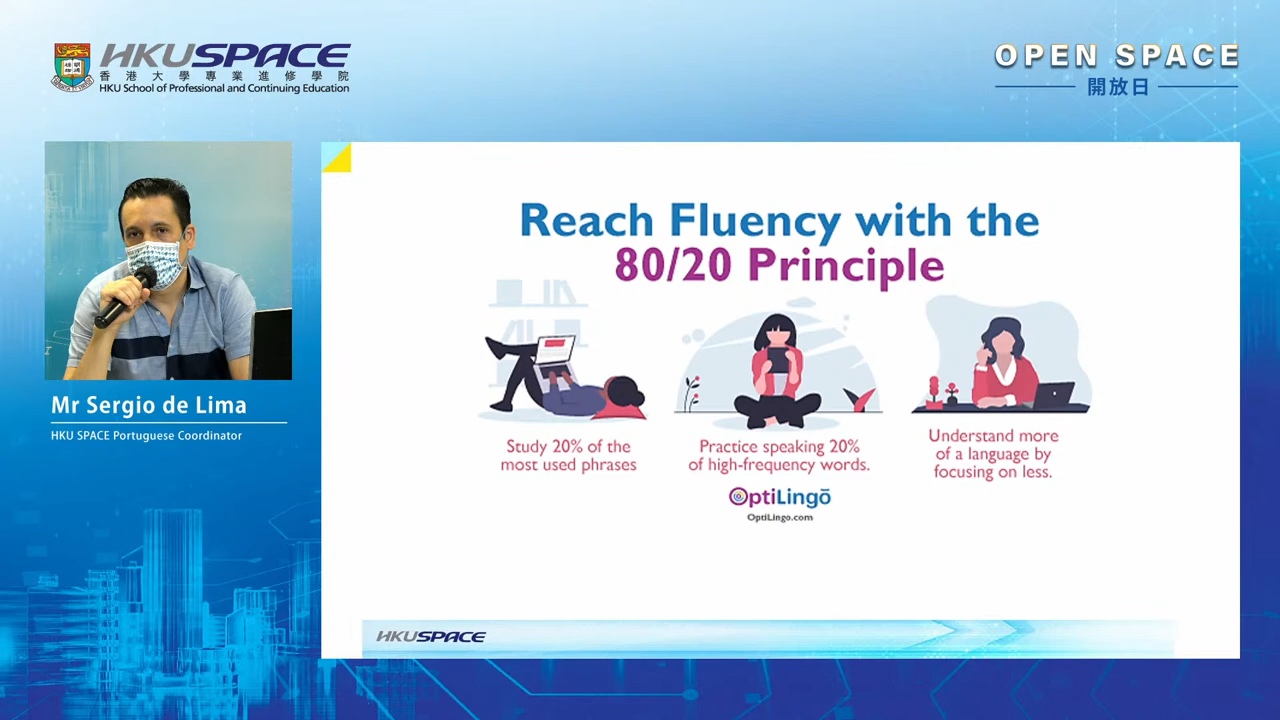 HKUSPACE
香港大學專業進修學院
HKU School of Professional and Continuing Education
OPEN SPACE
開放日
Mr Sergio de Lima
HKU SPACE Portuguese Coordinator
Reach Fluency with the
80/20 Principle
Study 20% of the
most used phrases
Practice speaking 20%
of high-frequency words.
Understand more
of a language by
focusing on less.
OptiLingō
OptiLingo.com
HKUSPACE